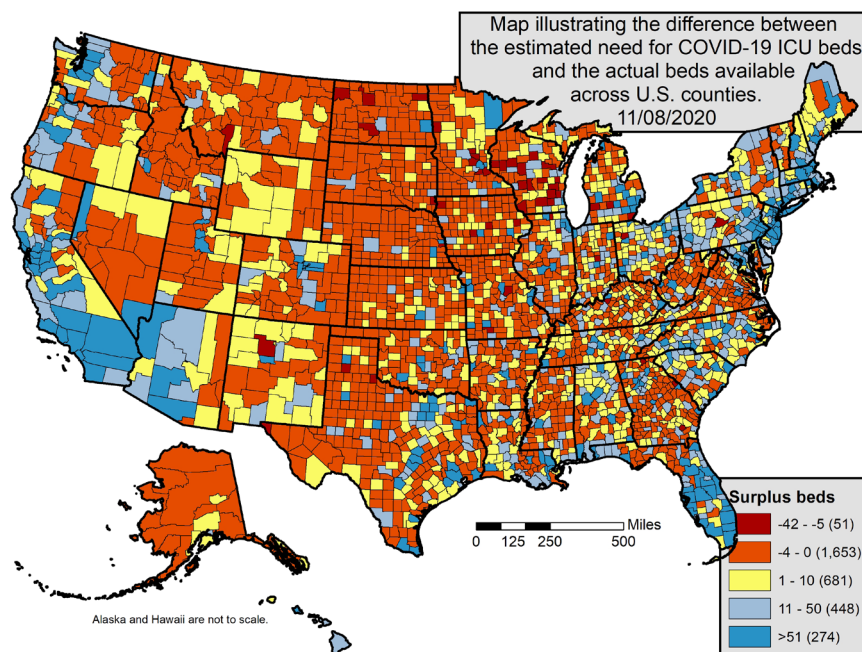 Map illustrating the difference between
the estimated need for COVID-19 ICU beds
and the actual beds available
across U.S. counties.
11/08/2020
Surplus beds
-42 - -5 (51)
-4 - 0 (1,653)
1 - 10 (681)
11 - 50 (448)
>51 (274)
Miles
0 125 250 500
Alaska and Hawaii are not to scale.